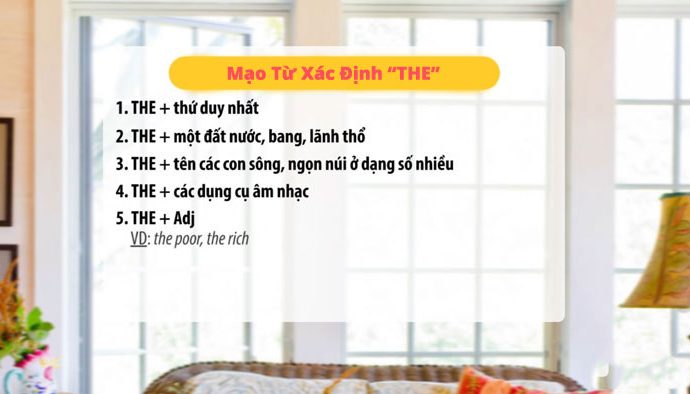 Mạo Từ Xác Định “THE”
1. THE + thứ duy nhất
2. THE + một đất nước, bang, lãnh thổ
3. THE + tên các con sông, ngọn núi ở dạng số nhiều
4. THE + các dụng cụ âm nhạc
5. THE + Adj
VD: the poor, the rich